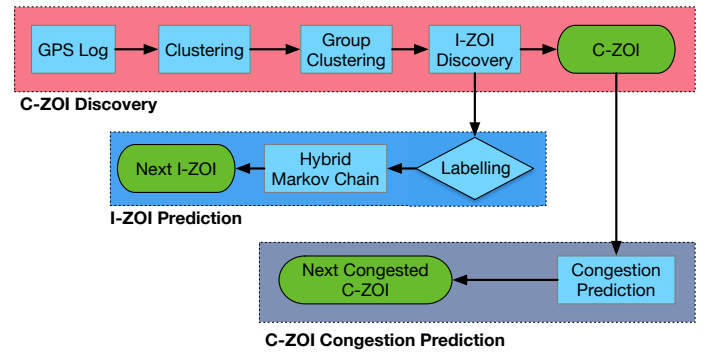 GPS Log
Clustering
Group
Clustering
I-ZOI
Discovery
C-ZOI
C-ZOI Discovery
Next I-ZOI
Hybrid
Markov Chain
Labelling
I-ZOI Prediction
Next Congested
C-ZOI
Congestion
Prediction
C-ZOI Congestion Prediction